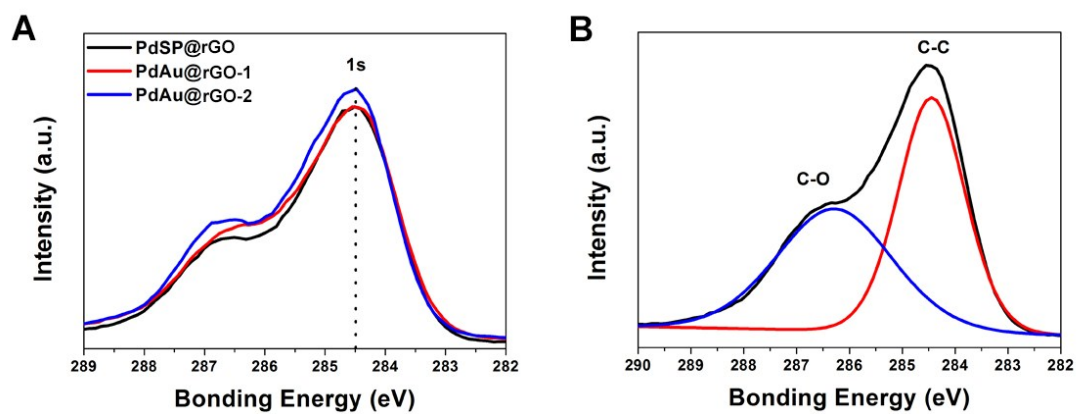 A
PdSP@rGO
PdAu@rGO-1
PdAu@rGO-2
1s
Intensity (a.u.)
289 288 287 286 285 284 283 282
Bonding Energy (eV)
B
C-C
C-O
Intensity (a.u.)
290 289 288 287 286 285 284 283 282
Bonding Energy (eV)